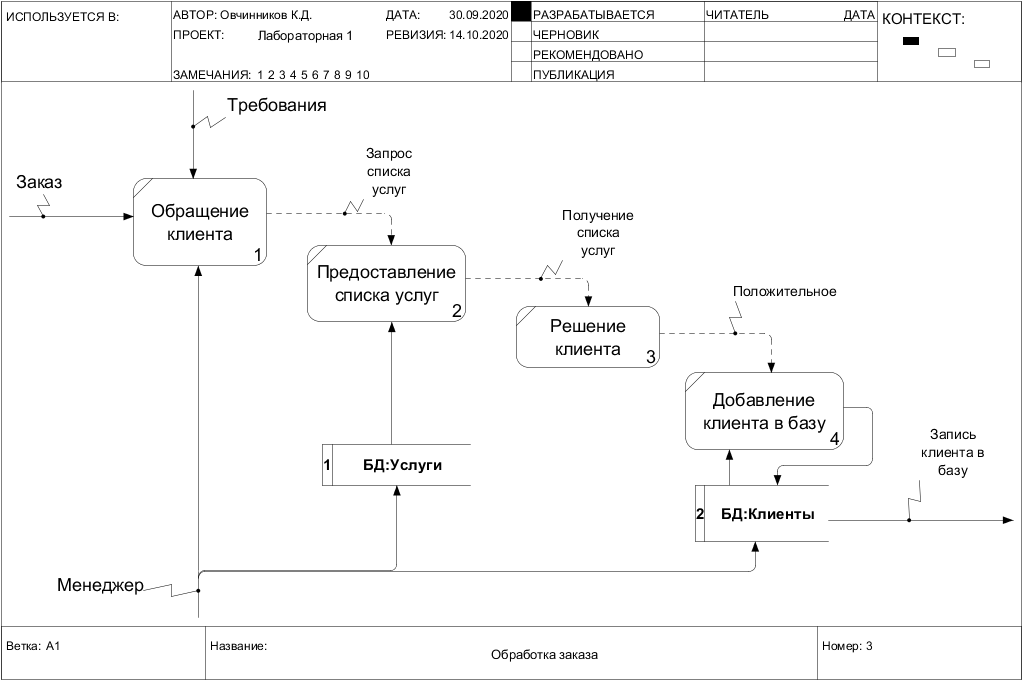 ИСПОЛЬЗУЕТСЯ В:
АВТОР: Овчинников К.Д.
ДАТА: 30.09.2020
РАЗРАБАТЫВАЕТСЯ
ЧИТАТЕЛЬ
ДАТА
КОНТЕКСТ:
ПРОЕКТ: Лабораторная 1
РЕВИЗИЯ: 14.10.2020
ЧЕРНОВИК
РЕКОМЕНДОВАНО
ЗАМЕЧАНИЯ: 1 2 3 4 5 6 7 8 9 10
ПУБЛИКАЦИЯ
Требования
Заказ
Обращение
клиента
1
Запрос
списка
услуг
Предоставление
списка услуг
2
Получение
списка
услуг
Решение
клиента
3
Положительное
Добавление
клиента в базу
4
1
БД:Услуги
2
БД:Клиенты
Запись
клиента в
базу
Менеджер
Ветка: A1
Название:
Обработка заказа
Номер: 3